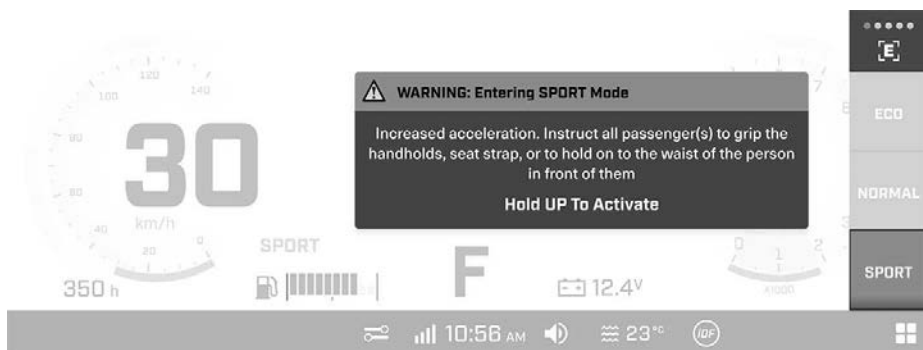 WARNING: Entering SPORT Mode
Increased acceleration. Instruct all passenger(s) to grip the
handholds, seat strap, or to hold on to the waist of the person
in front of them
Hold UP To Activate
[E]
ECO
NORMAL
SPORT
120
100
140
80
60
40
20
0
30
km/h
7
0
1
2
x1000
SPORT
350 h
F
12.4V
10:56 AM
23°C
iDF